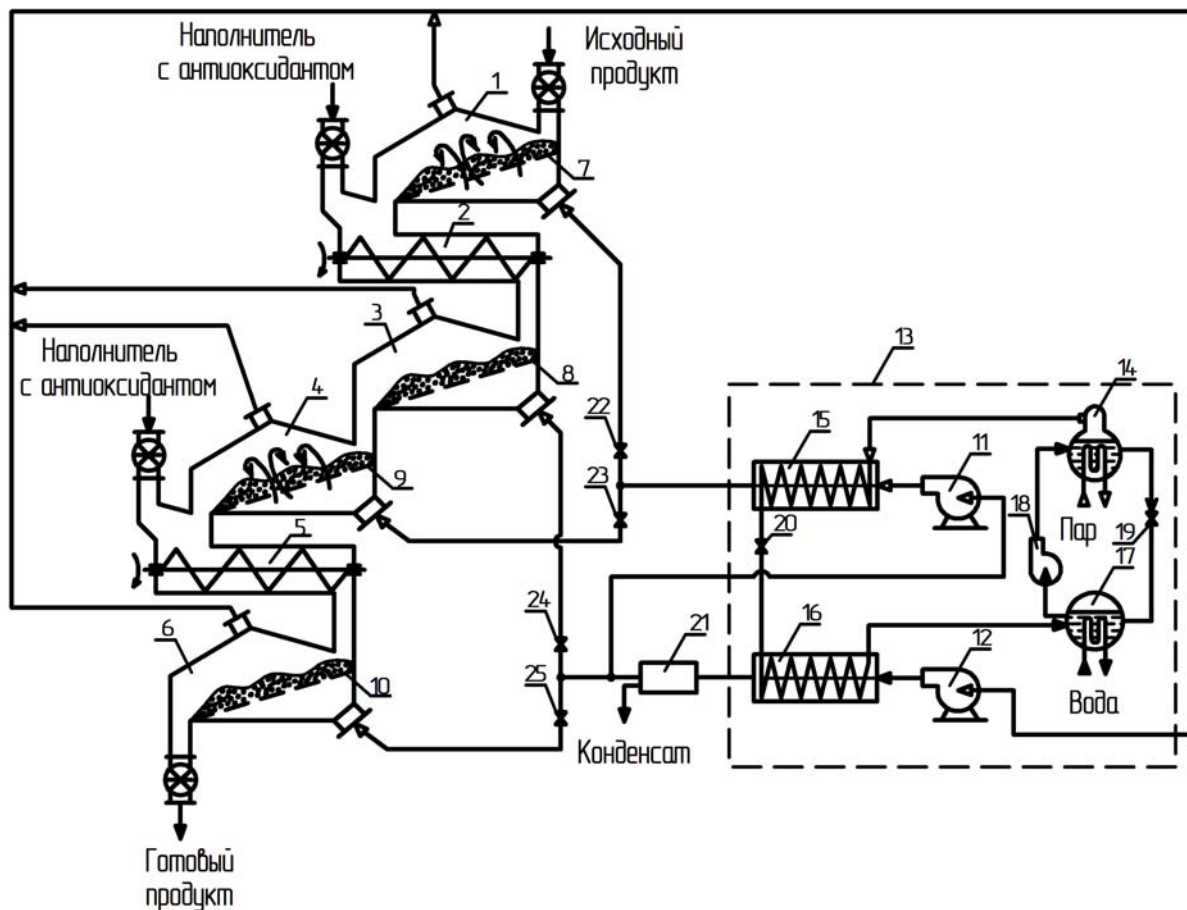 Наполнитель
с антиоксидантом
Исходный
продукт
1
7
2
3
8
Наполнитель
с антиоксидантом
4
9
5
6
10
Готовый
продукт
22
23
24
25
21
Конденсат
13
14
15
11
18
Пар
19
20
17
16
12
Вода